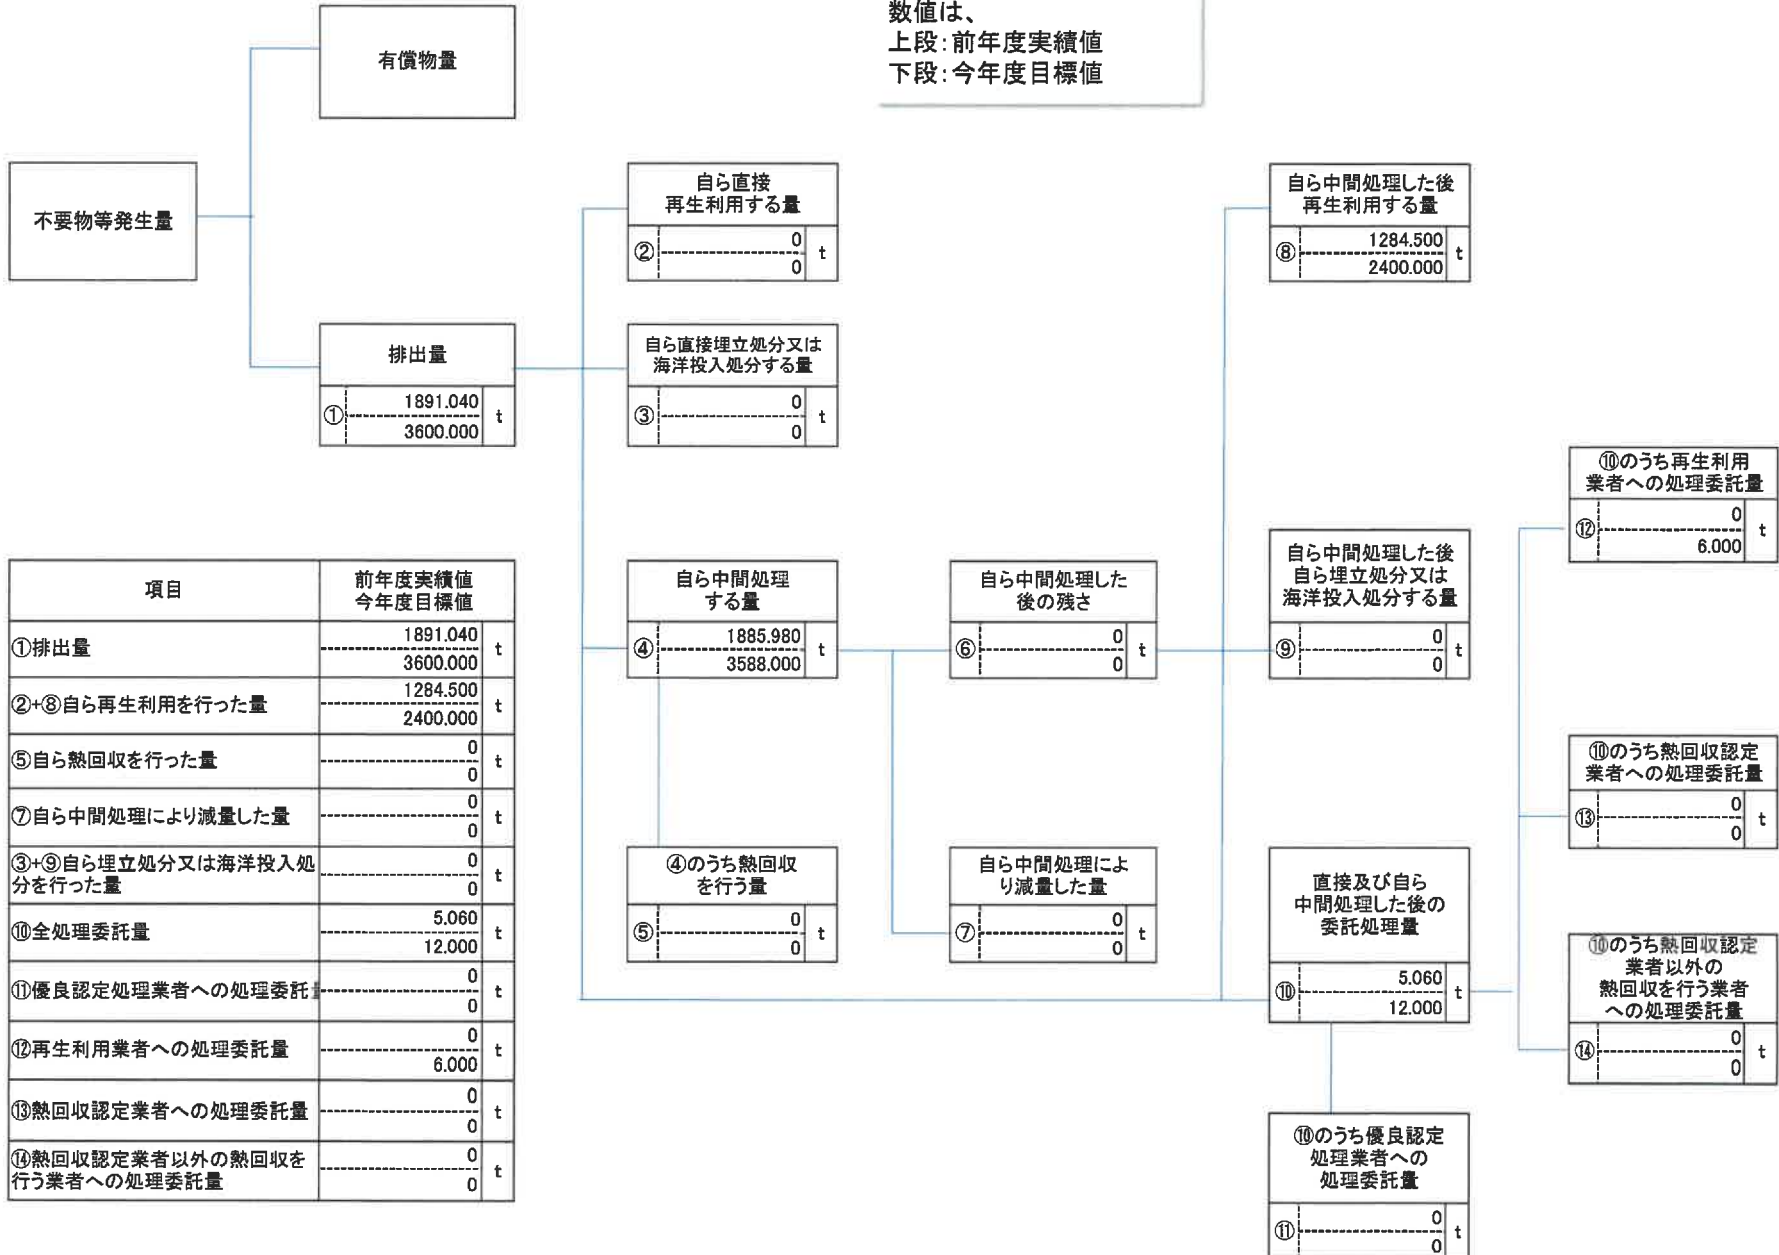 数値は、
上段:前年度実績値
下段:今年度目標値
有償物量
不要物等発生量
排出量
①
1891.040
3600.000
t
自ら直接
再生利用する量
②
0
0
t
自ら直接埋立処分又は
海洋投入処分する量
③
0
0
t
自ら中間処理
する量
④
1885.980
3588.000
t
④のうち熱回収
を行う量
⑤
0
0
t
自ら中間処理した
後の残さ
⑥
0
0
t
自ら中間処理によ
り減量した量
⑦
0
0
t
自ら中間処理した後
再生利用する量
⑧
1284.500
2400.000
t
自ら中間処理した後
自ら埋立処分又は
海洋投入処分する量
⑨
0
0
t
直接及び自ら
中間処理した後の
委託処理量
⑩
5.060
12.000
t
⑩のうち優良認定
処理業者への
処理委託量
⑪
0
0
t
⑩のうち再生利用
業者への処理委託量
⑫
0
6.000
t
⑩のうち熱回収認定
業者への処理委託量
⑬
0
0
t
⑩のうち熱回収認定
業者以外の
熱回収を行う業者
への処理委託量
⑭
0
0
t
項目
前年度実績値
今年度目標値
①排出量
1891.040
3600.000
t
②+⑧自ら再生利用を行った量
1284.500
2400.000
t
⑤自ら熱回収を行った量
0
0
t
⑦自ら中間処理により減量した量
0
0
t
③+⑨自ら埋立処分又は海洋投入処
分を行った量
0
0
t
⑩全処理委託量
5.060
12.000
t
⑪優良認定処理業者への処理委託
0
0
t
⑫再生利用業者への処理委託量
0
6.000
t
⑬熱回収認定業者への処理委託量
0
0
t
⑭熱回収認定業者以外の熱回収を
行う業者への処理委託量
0
0
t